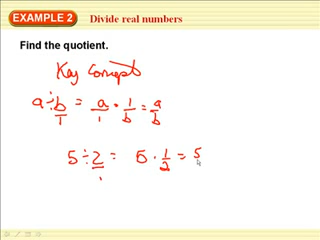 EXAMPLE 2 Divide real numbers
Find the quotient.
Key Concept
a ÷ b/1 = a/1 · 1/b = a/b
5 ÷ 2/1 = 5 · 1/2 = 5/